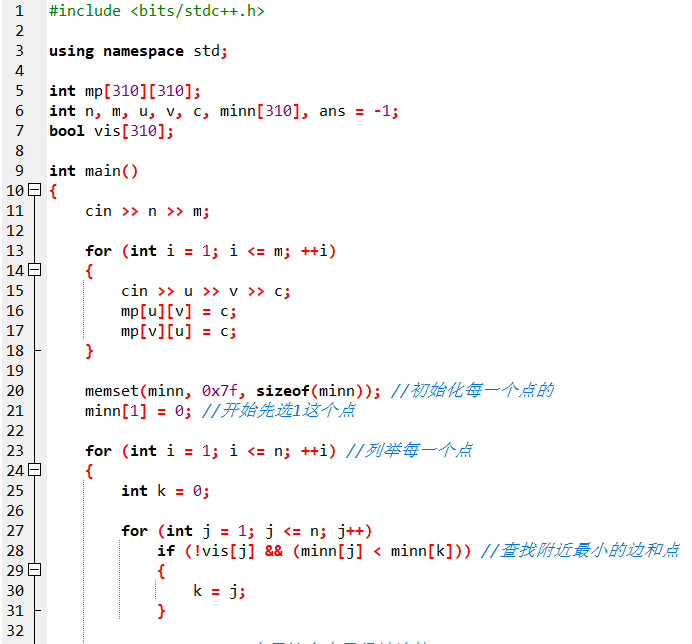 1 #include <bits/stdc++.h>
2
3 using namespace std;
4
5 int mp[310][310];
6 int n, m, u, v, c, minn[310], ans = -1;
7 bool vis[310];
8
9 int main()
10 {
11 cin >> n >> m;
12
13 for (int i = 1; i <= m; ++i)
14 {
15 cin >> u >> v >> c;
16 mp[u][v] = c;
17 mp[v][u] = c;
18 }
19
20 memset(minn, 0x7f, sizeof(minn)); //初始化每一个点的
21 minn[1] = 0; //开始先选1这个点
22
23 for (int i = 1; i <= n; ++i) //列举每一个点
24 {
25 int k = 0;
26
27 for (int j = 1; j <= n; j++)
28 if (!vis[j] && (minn[j] < minn[k])) //查找附近最小的边和点
29 {
30 k = j;
31 }
32